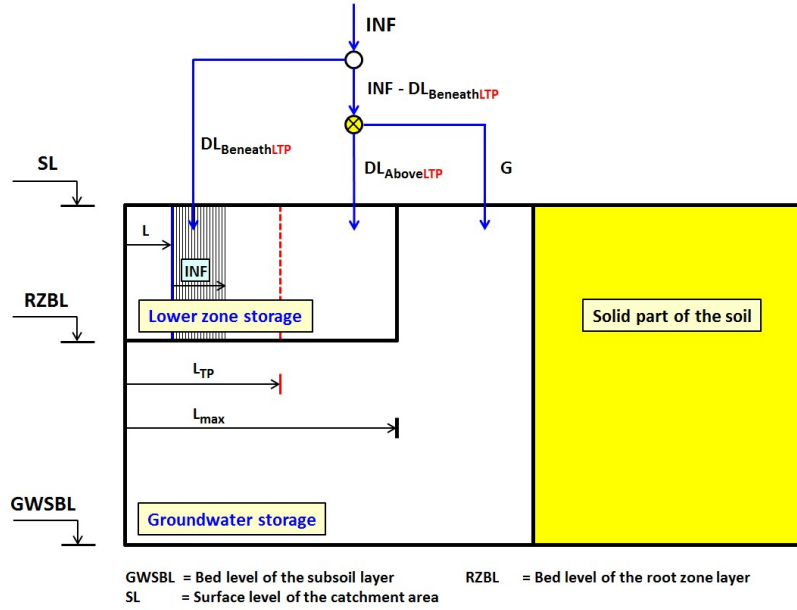 INF
INF - DLBeneathLTP
DLBeneathLTP
DLAboveLTP
G
SL
L
INF
RZBL
Lower zone storage
Solid part of the soil
LTP
Lmax
GWSBL
Groundwater storage
GWSBL = Bed level of the subsoil layer RZBL = Bed level of the root zone layer
SL = Surface level of the catchment area